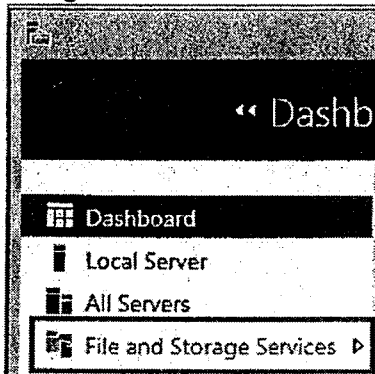 ‹‹ Dashb
Dashboard
Local Server
All Servers
File and Storage Services ▷